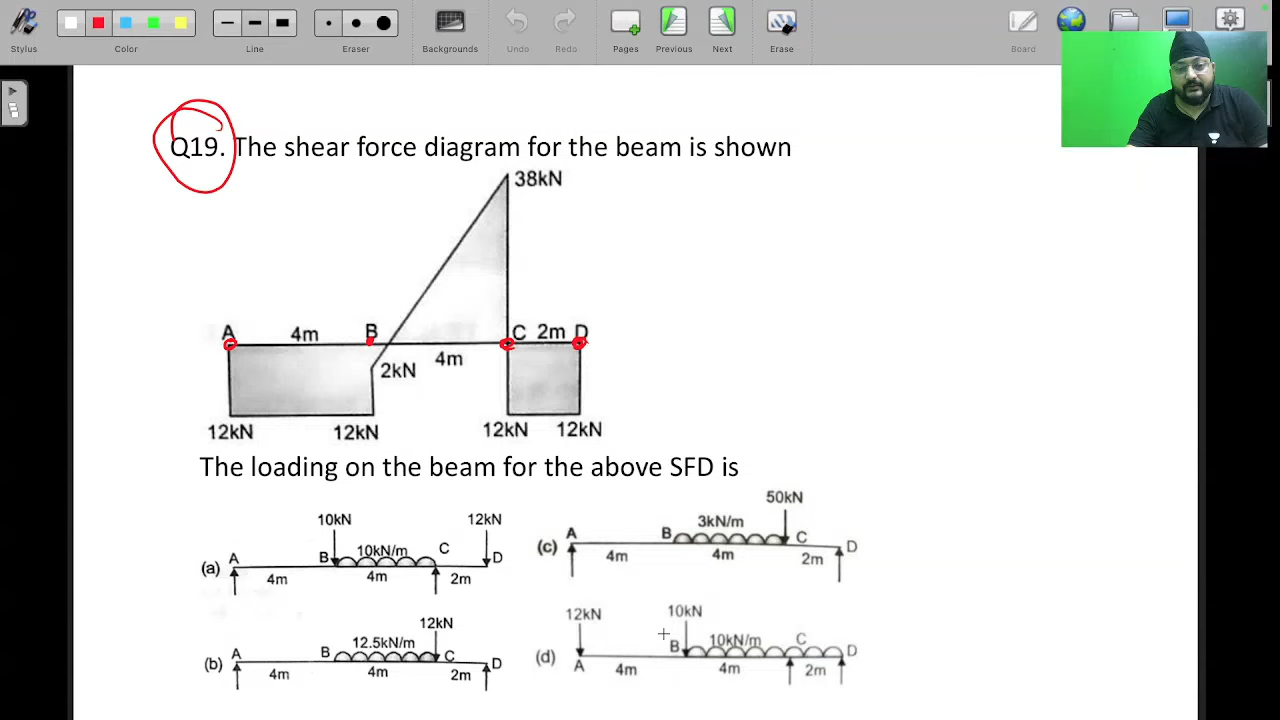 Stylus
Color
Line
Eraser
Backgrounds
Undo
Redo
Pages
Previous
Next
Erase
Board
Q19. The shear force diagram for the beam is shown
38kN
A
4m
B
C
2m
D
2kN
4m
12kN
12kN
12kN
12kN
The loading on the beam for the above SFD is
(a)
10kN
12kN
A
B
10kN/m
C
D
4m
4m
2m
(c)
50kN
A
B
3kN/m
C
D
4m
4m
2m
(b)
12kN
A
B
12.5kN/m
C
D
4m
4m
2m
(d)
12kN
10kN
A
B
10kN/m
C
D
4m
4m
2m